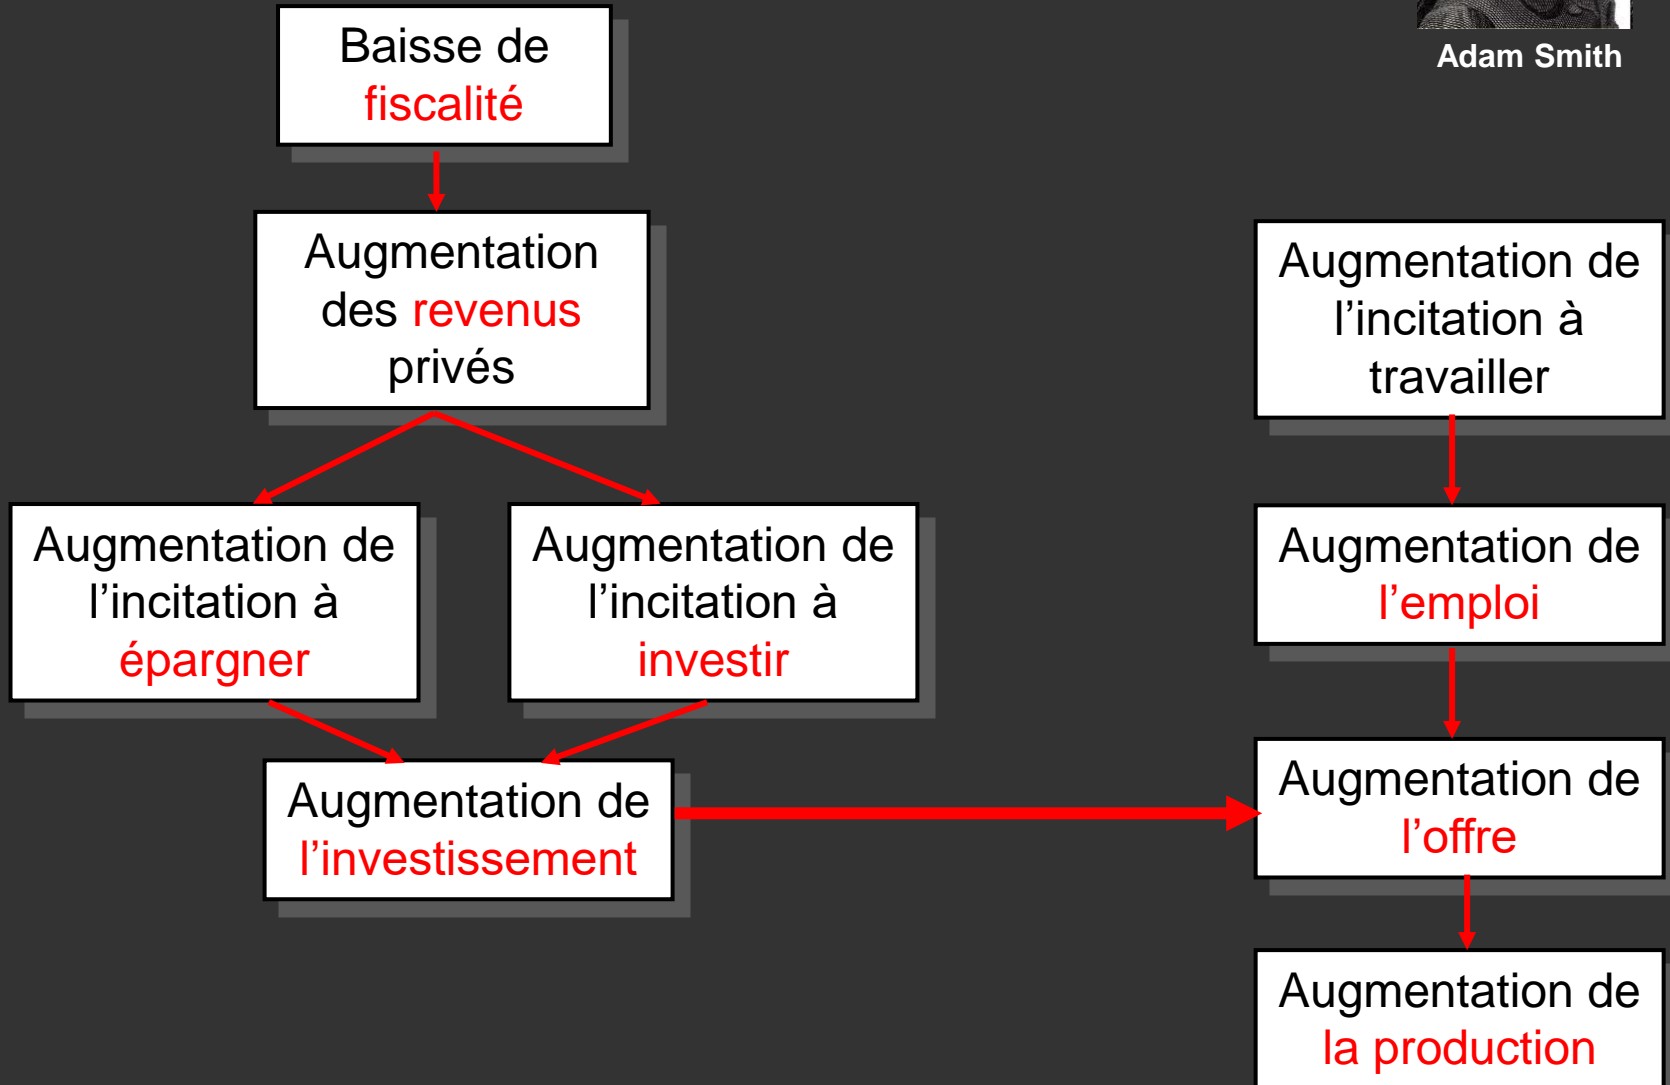 Adam Smith
Baisse de
fiscalité
Augmentation
des revenus
privés
Augmentation de
l’incitation à
épargner
Augmentation de
l’incitation à
investir
Augmentation de
l’investissement
Augmentation de
l’incitation à
travailler
Augmentation de
l’emploi
Augmentation de
l’offre
Augmentation de
la production